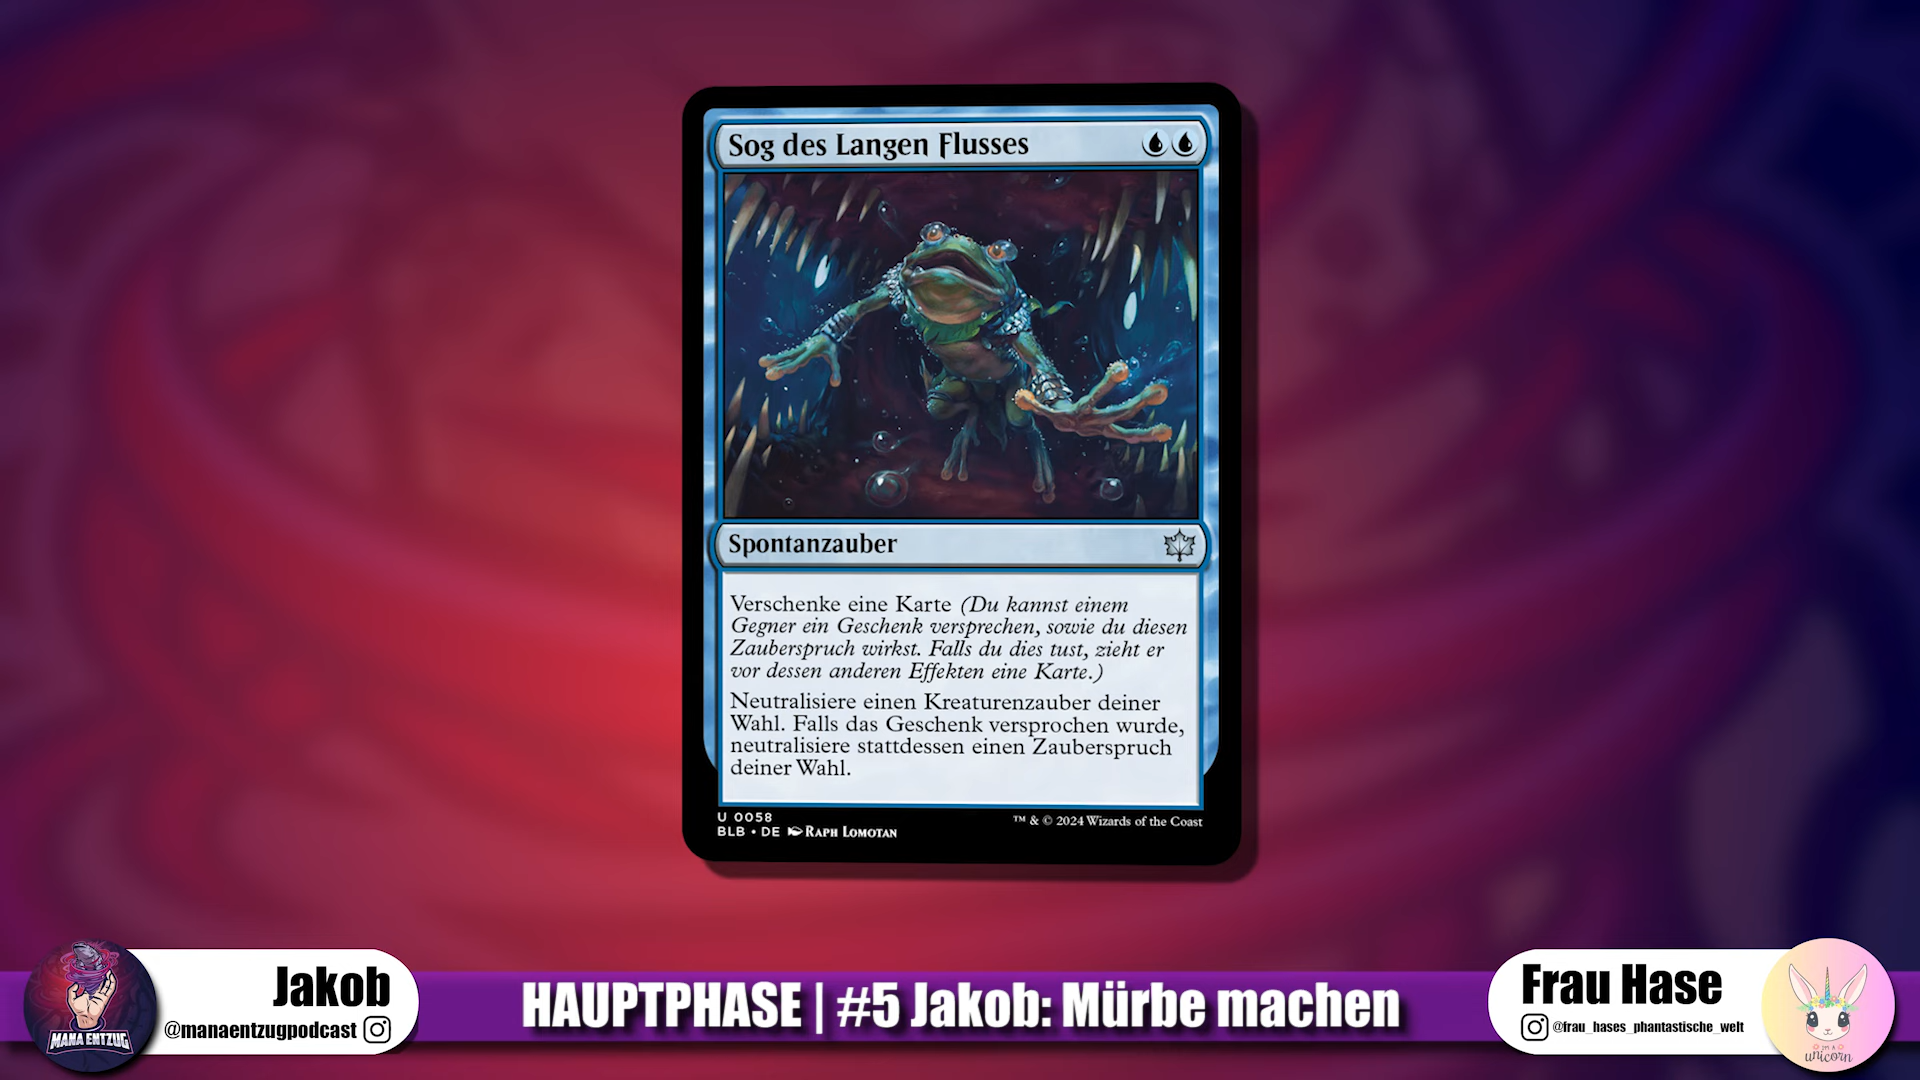 Sog des Langen Flusses
Spontanzauber
Verschenke eine Karte (Du kannst einem
Gegner ein Geschenk versprechen, sowie du diesen
Zauberspruch wirkst. Falls du dies tust, zieht er
vor dessen anderen Effekten eine Karte.)
Neutralisiere einen Kreaturenzauber deiner
Wahl. Falls das Geschenk versprochen wurde,
neutralisiere stattdessen einen Zauberspruch
deiner Wahl.
U 0058
BLB • DE Raph Lomotan
™ & © 2024 Wizards of the Coast
MANA ENTZUG
Jakob
@manaentzugpodcast
HAUPTPHASE | #5 Jakob: Mürbe machen
Frau Hase
@frau_hases_phantastische_welt
I'M A
unicorn